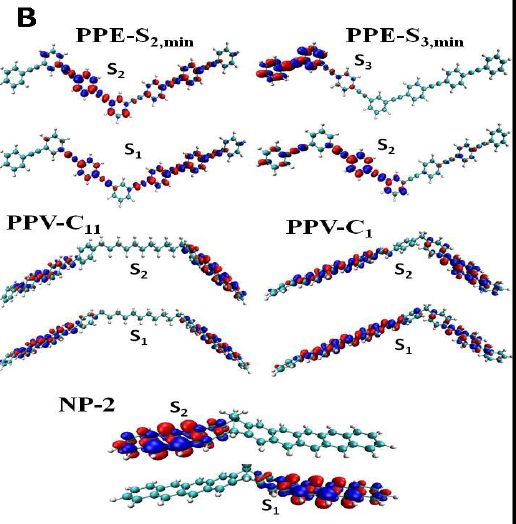 B
PPE-S2,min PPE-S3,min
S2 S3
S1 S2
PPV-C11 PPV-C1
S2 S2
S1 S1
NP-2
S2
S1